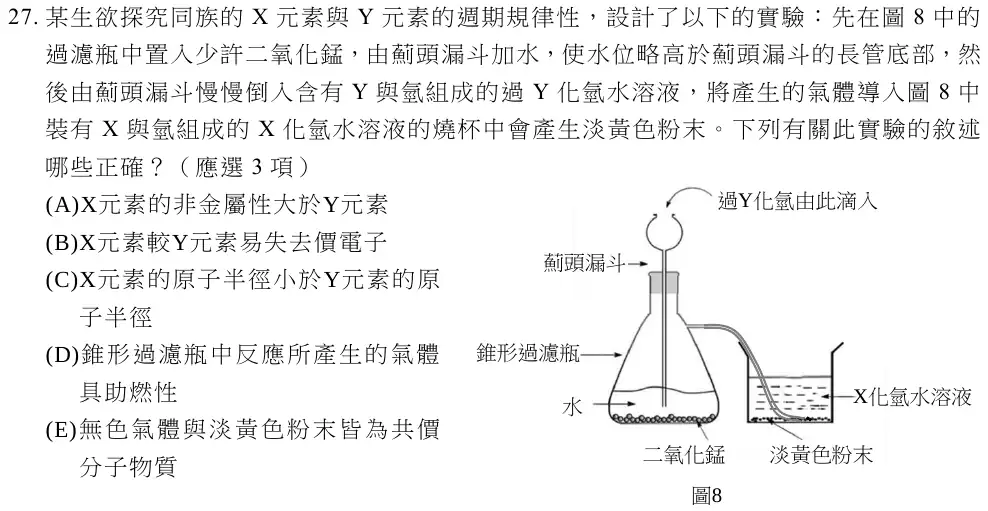 27. 某生欲探究同族的 X 元素與 Y 元素的週期規律性，設計了以下的實驗：先在圖 8 中的
過濾瓶中置入少許二氧化錳，由薊頭漏斗加水，使水位略高於薊頭漏斗的長管底部，然
後由薊頭漏斗慢慢倒入含有 Y 與氫組成的過 Y 化氫水溶液，將產生的氣體導入圖 8 中
裝有 X 與氫組成的 X 化氫水溶液的燒杯中會產生淡黃色粉末。下列有關此實驗的敘述
哪些正確？（應選 3 項）
(A)X元素的非金屬性大於Y元素
(B)X元素較Y元素易失去價電子
(C)X元素的原子半徑小於Y元素的原
子半徑
(D)錐形過濾瓶中反應所產生的氣體
具助燃性
(E)無色氣體與淡黃色粉末皆為共價
分子物質
過Y化氫由此滴入
薊頭漏斗
錐形過濾瓶
水
X化氫水溶液
二氧化錳
淡黃色粉末
圖8